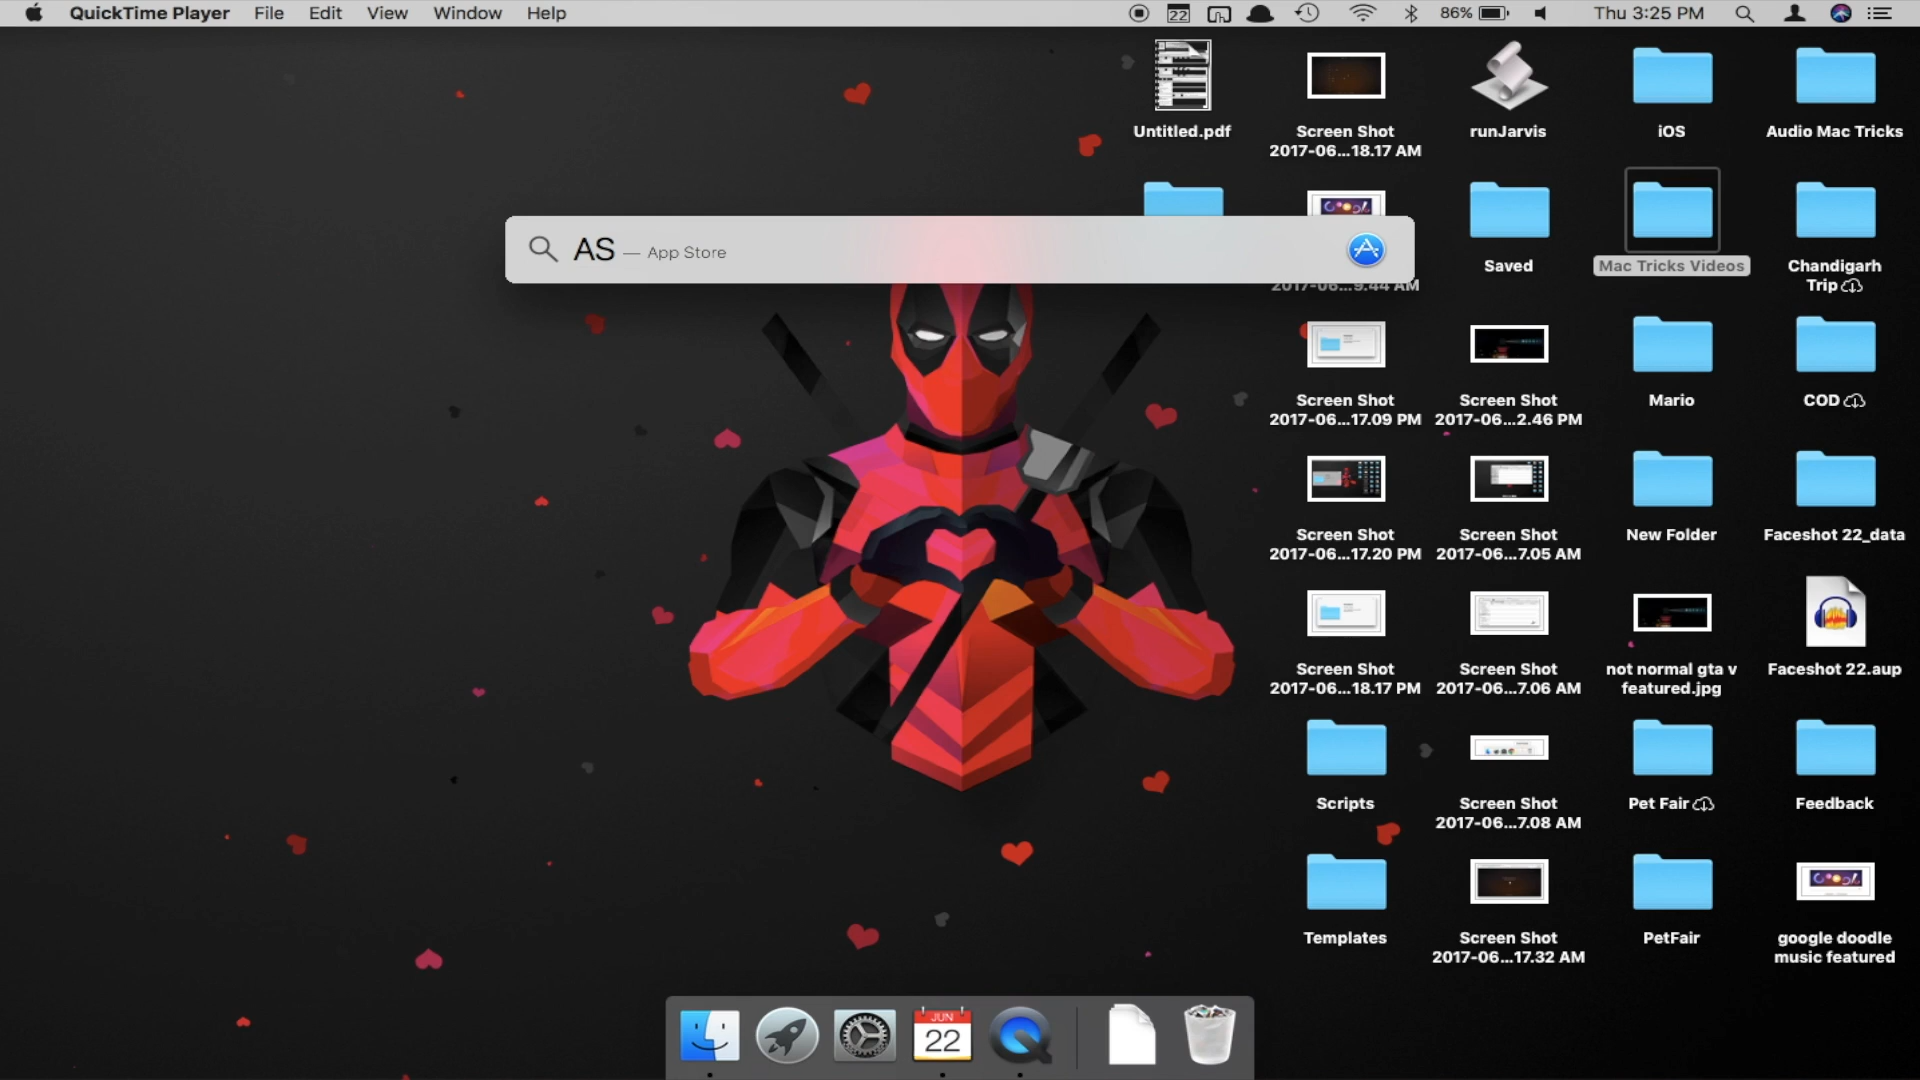 QuickTime Player File Edit View Window Help 22 86% Thu 3:25 PM
Untitled.pdf
Screen Shot
2017-06...18.17 AM
runJarvis
iOS
Audio Mac Tricks
AS — App Store
2017-06...9.44 AM
Saved
Mac Tricks Videos
Chandigarh
Trip
Screen Shot
2017-06...17.09 PM
Screen Shot
2017-06...2.46 PM
Mario
COD
Screen Shot
2017-06...17.20 PM
Screen Shot
2017-06...7.05 AM
New Folder
Faceshot 22_data
Screen Shot
2017-06...18.17 PM
Screen Shot
2017-06...7.06 AM
not normal gta v
featured.jpg
Faceshot 22.aup
Scripts
Screen Shot
2017-06...7.08 AM
Pet Fair
Feedback
Templates
Screen Shot
2017-06...17.32 AM
PetFair
google doodle
music featured
JUN
22